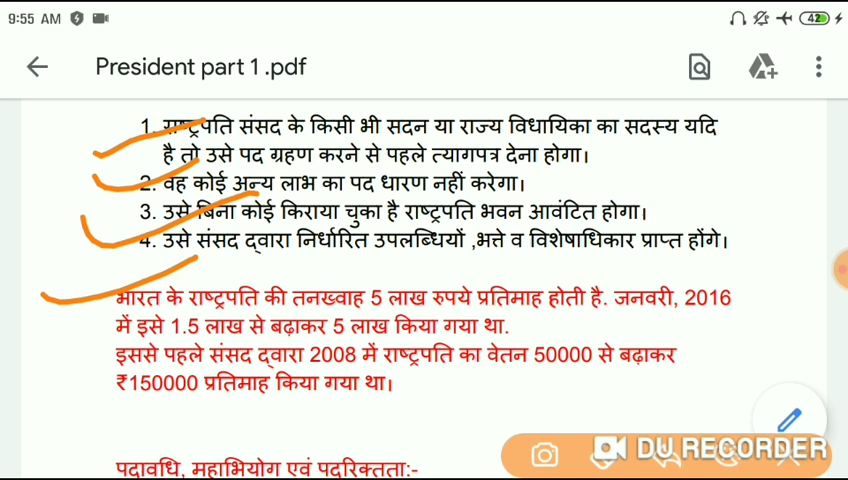 9:55 AM
42
President part 1.pdf
1. राष्ट्रपति संसद के किसी भी सदन या राज्य विधायिका का सदस्य यदि
है तो उसे पद ग्रहण करने से पहले त्यागपत्र देना होगा।
2. वह कोई अन्य लाभ का पद धारण नहीं करेगा।
3. उसे बिना कोई किराया चुका है राष्ट्रपति भवन आवंटित होगा।
4. उसे संसद द्वारा निर्धारित उपलब्धियों ,भत्ते व विशेषाधिकार प्राप्त होंगे।
भारत के राष्ट्रपति की तनख्वाह 5 लाख रुपये प्रतिमाह होती है. जनवरी, 2016
में इसे 1.5 लाख से बढ़ाकर 5 लाख किया गया था.
इससे पहले संसद द्वारा 2008 में राष्ट्रपति का वेतन 50000 से बढ़ाकर
₹150000 प्रतिमाह किया गया था।
DU RECORDER
पदावधि, महाभियोग एवं पदरिक्तता:-